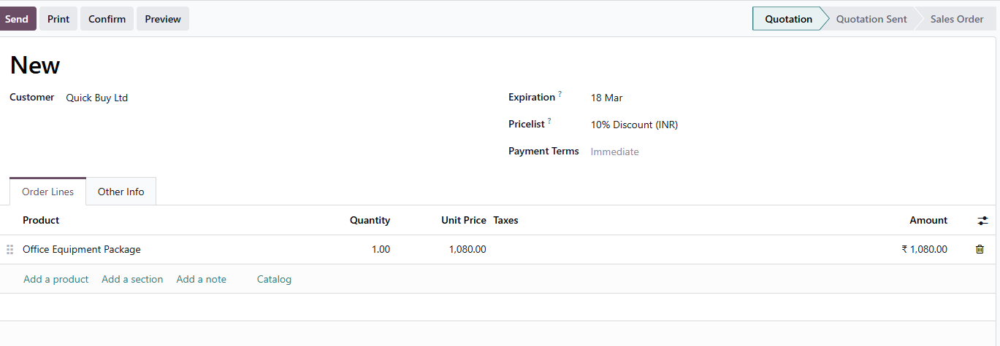 Send Print Confirm Preview Quotation Quotation Sent Sales Order
New
Customer Quick Buy Ltd Expiration ? 18 Mar
Pricelist ? 10% Discount (INR)
Payment Terms Immediate
Order Lines Other Info
Product Quantity Unit Price Taxes Amount
Office Equipment Package 1.00 1,080.00 ₹ 1,080.00
Add a product Add a section Add a note Catalog